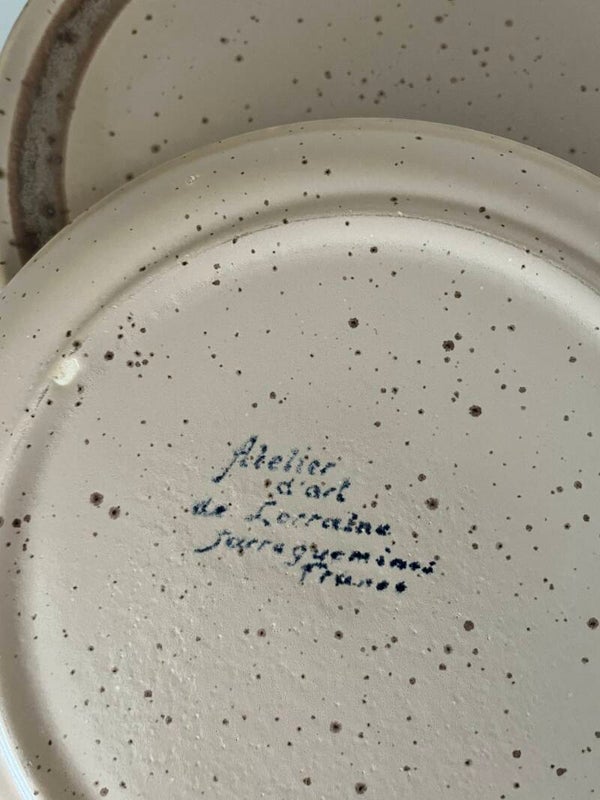 Atelier
d'art
de Lorraine
Sarreguemines
France